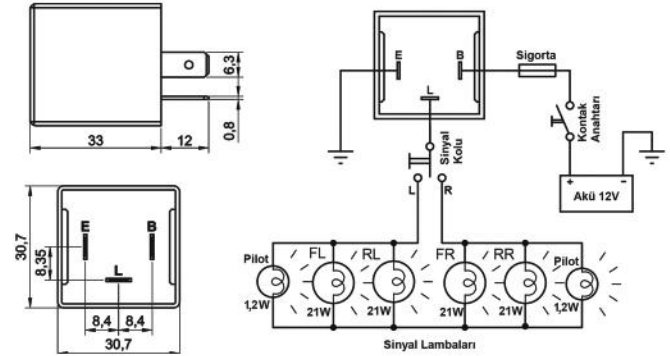 6,3
0,8
33
12
30,7
8,35
E
B
L
8,4
8,4
30,7
E
B
L
Sigorta
Kontak
Anahtarı
Sinyal
Kolu
L
R
+
-
Akü 12V
Pilot
FL
RL
FR
RR
Pilot
1,2W
21W
21W
21W
21W
1,2W
Sinyal Lambaları